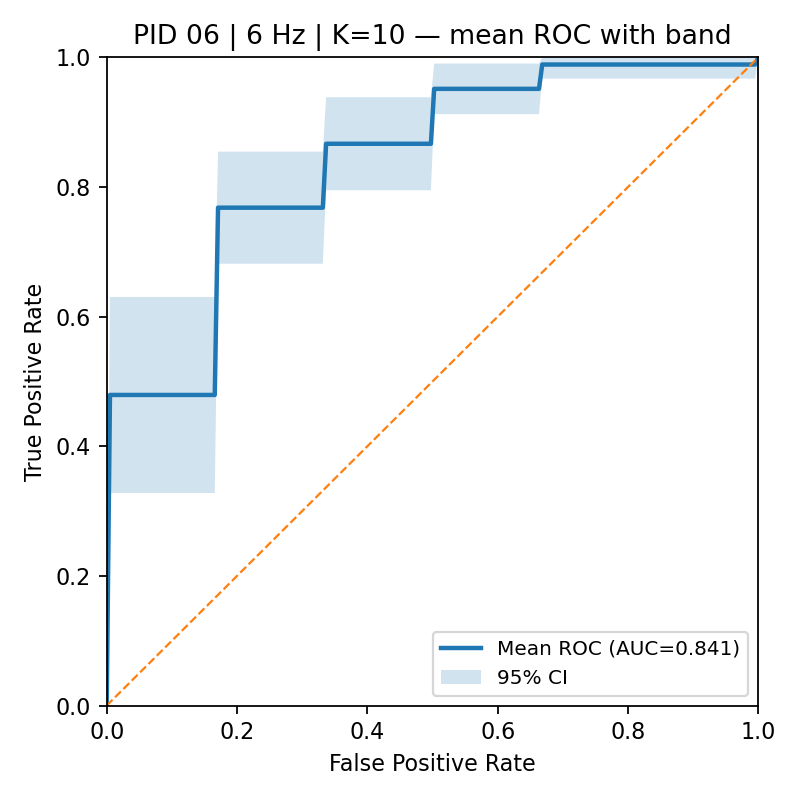 PID 06 | 6 Hz | K=10 — mean ROC with band
True Positive Rate
1.0
0.8
0.6
0.4
0.2
0.0
0.0 0.2 0.4 0.6 0.8 1.0
False Positive Rate
Mean ROC (AUC=0.841)
95% CI